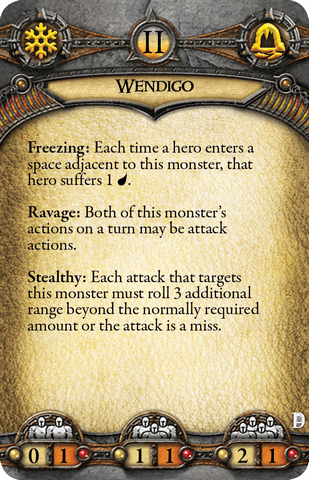 II
WENDIGO
Freezing: Each time a hero enters a
space adjacent to this monster, that
hero suffers 1 .
Ravage: Both of this monster's
actions on a turn may be attack
actions.
Stealthy: Each attack that targets
this monster must roll 3 additional
range beyond the normally required
amount or the attack is a miss.
D
0 1 1 1 2 1